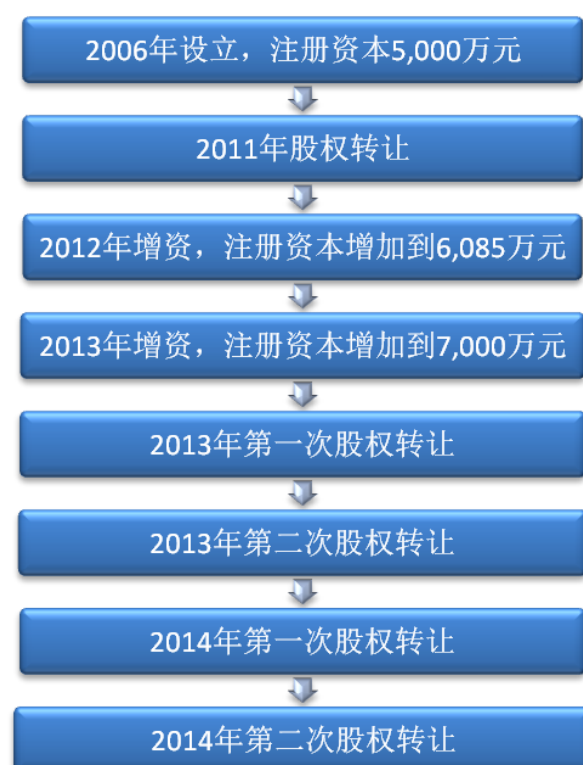 2006年设立，注册资本5,000万元
2011年股权转让
2012年增资，注册资本增加到6,085万元
2013年增资，注册资本增加到7,000万元
2013年第一次股权转让
2013年第二次股权转让
2014年第一次股权转让
2014年第二次股权转让